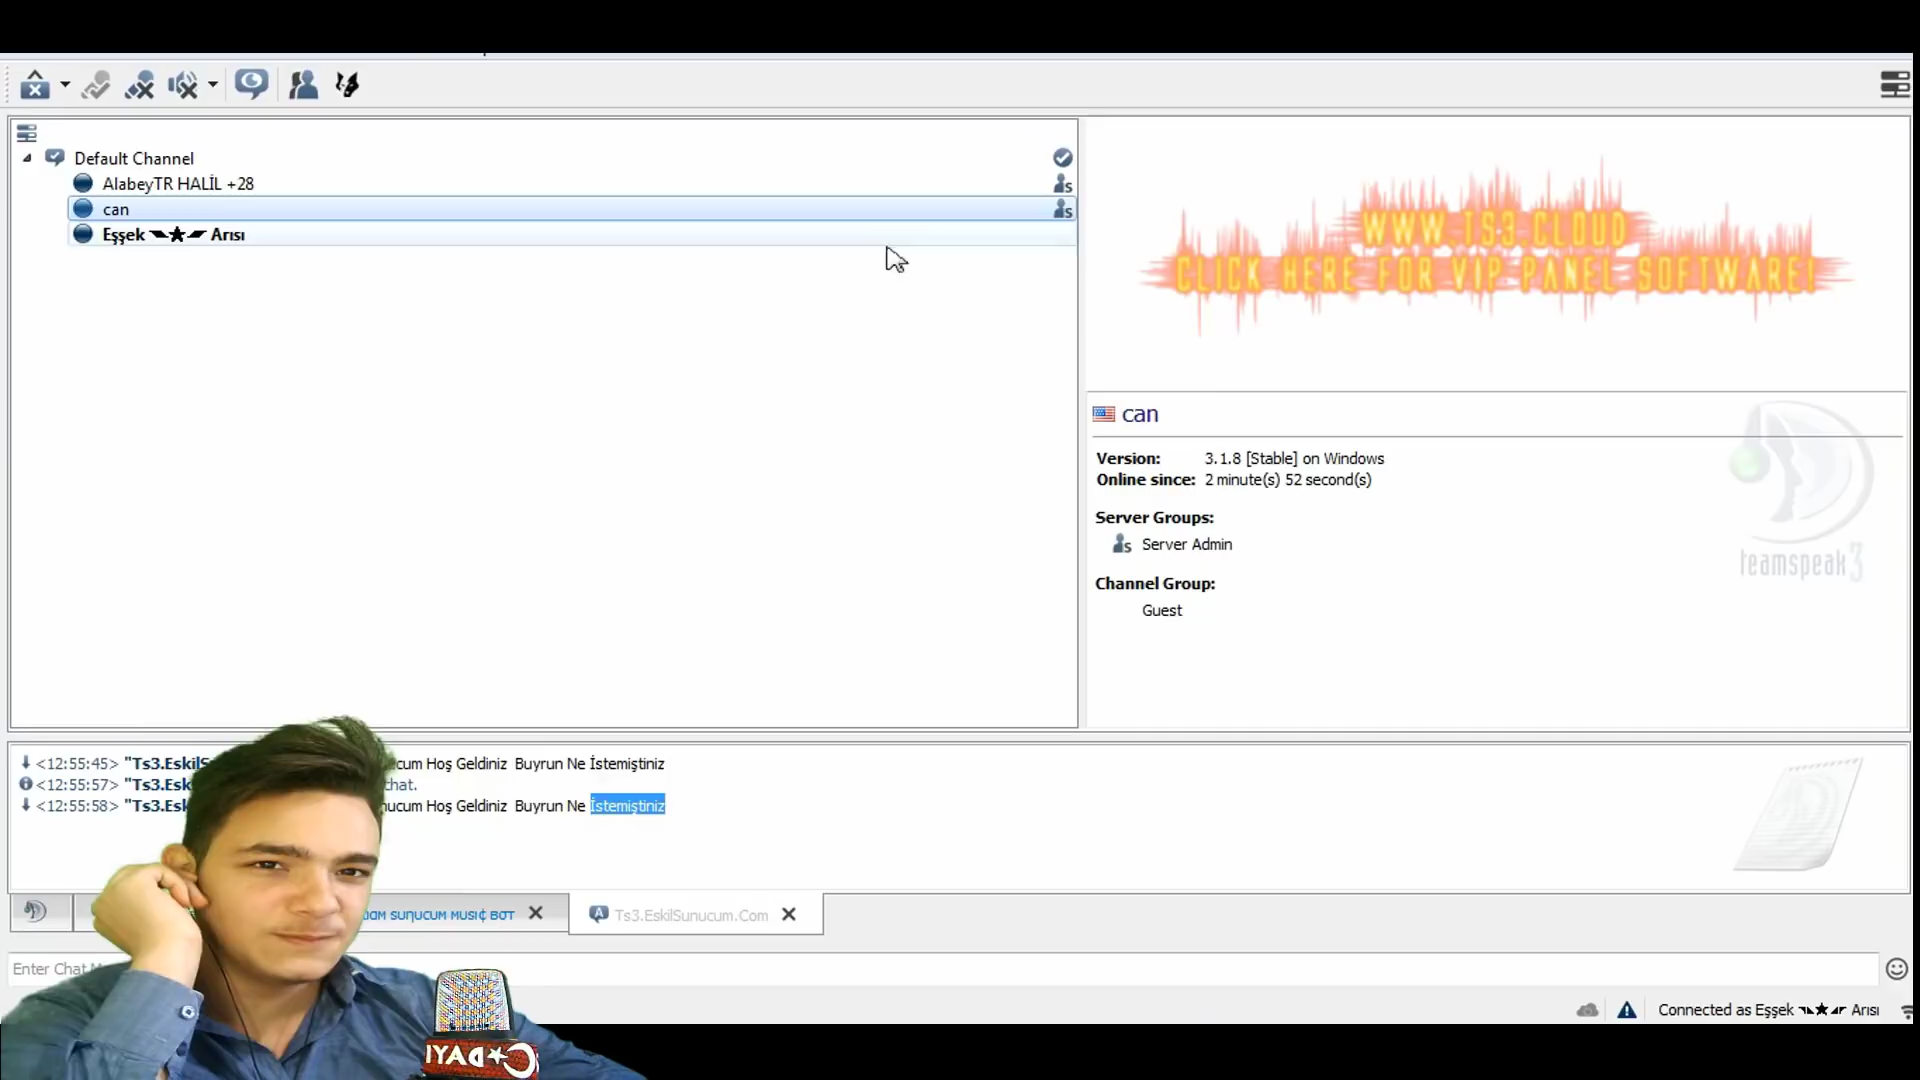 Default Channel
AlabeyTR HALİL +28
can
Eşşek Arısı
WWW.TS3.CLOUD
CLICK HERE FOR VIP PANEL SOFTWARE!
can
Version: 3.1.8 [Stable] on Windows
Online since: 2 minute(s) 52 second(s)
Server Groups:
Server Admin
Channel Group:
Guest
teamspeak3
<12:55:45> "Ts3.EskilS cum Hoş Geldiniz Buyrun Ne İstemiştiniz
<12:55:57> "Ts3.Esk chat.
<12:55:58> "Ts3.Esk ucum Hoş Geldiniz Buyrun Ne İstemiştiniz
sunucum MUSI¢ BOT
Ts3.EskilSunucum.Com
Enter Chat
DAYI
Connected as Eşşek Arısı